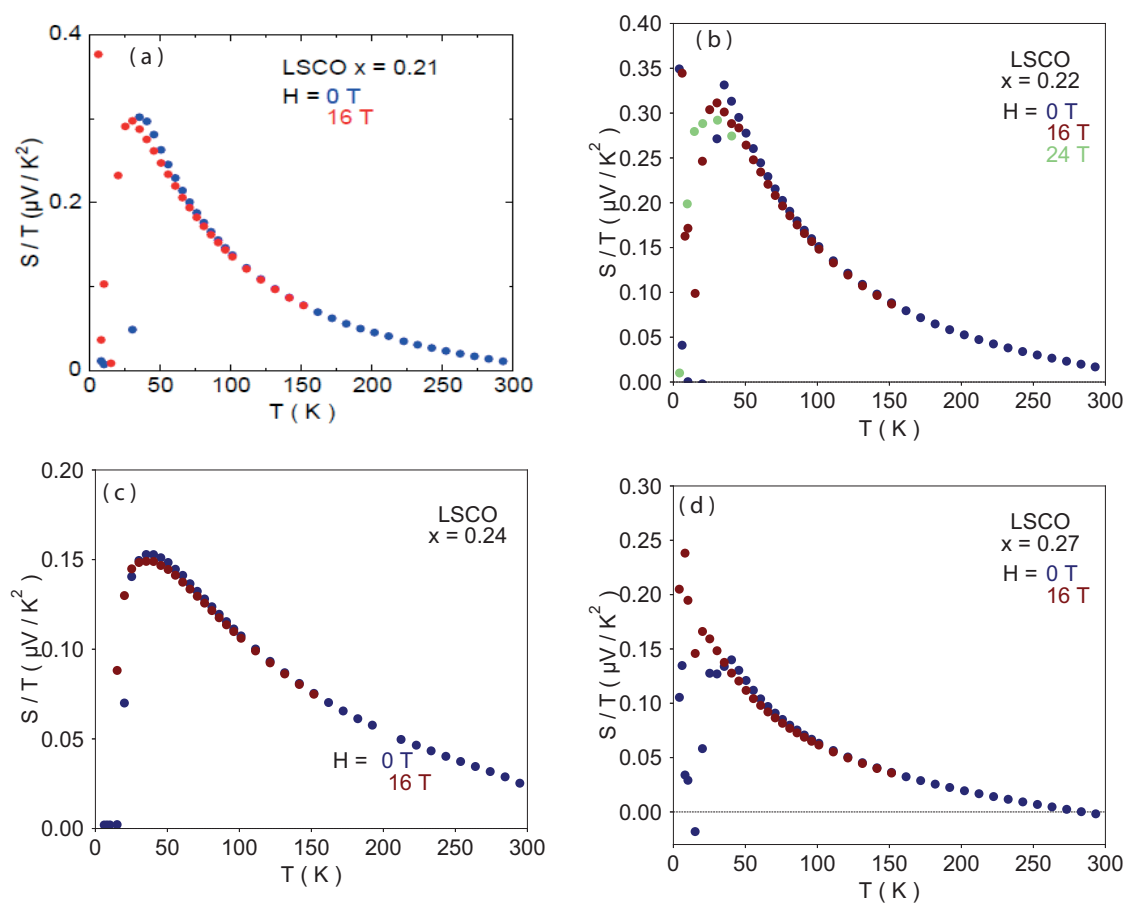 ( a )
LSCO x = 0.21
H = 0 T
16 T
S / T (μV / K²)
0.4
0.2
0
0 50 100 150 200 250 300
T ( K )
( b )
LSCO
x = 0.22
H = 0 T
16 T
24 T
S / T ( μV / K² )
0.40
0.35
0.30
0.25
0.20
0.15
0.10
0.05
0.00
0 50 100 150 200 250 300
T ( K )
( c )
LSCO
x = 0.24
H = 0 T
16 T
S / T ( μV / K² )
0.20
0.15
0.10
0.05
0.00
0 50 100 150 200 250 300
T ( K )
( d )
LSCO
x = 0.27
H = 0 T
16 T
S / T ( μV / K² )
0.30
0.25
0.20
0.15
0.10
0.05
0.00
0 50 100 150 200 250 300
T ( K )